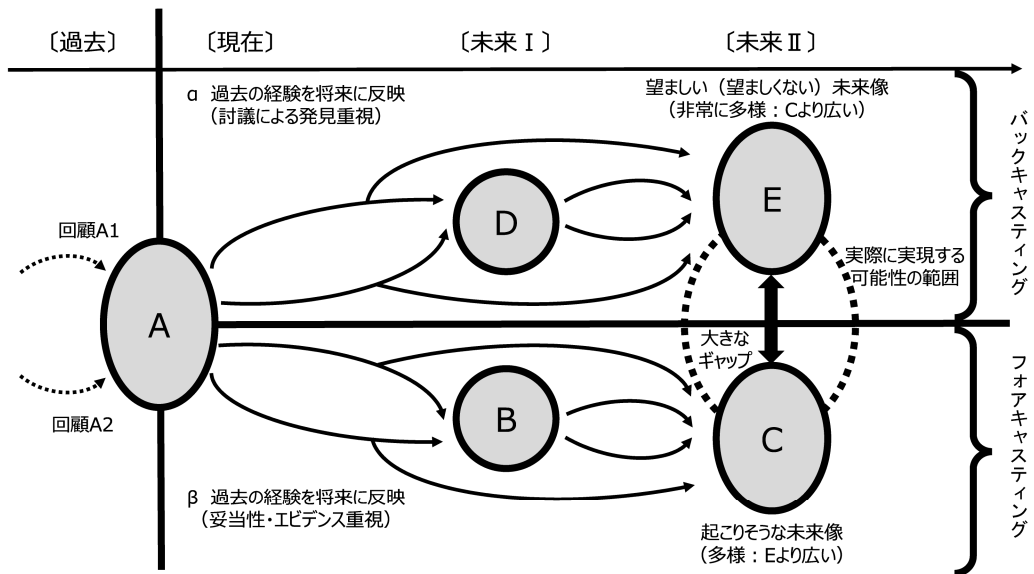 〔過去〕
〔現在〕
〔未来Ⅰ〕
〔未来Ⅱ〕
α 過去の経験を将来に反映
（討議による発見重視）
望ましい（望ましくない）未来像
（非常に多様：Cより広い）
バックキャスティング
D
E
回顧A1
実際に実現する
可能性の範囲
A
大きな
ギャップ
回顧A2
B
C
フォアキャスティング
β 過去の経験を将来に反映
（妥当性・エビデンス重視）
起こりそうな未来像
（多様：Eより広い）